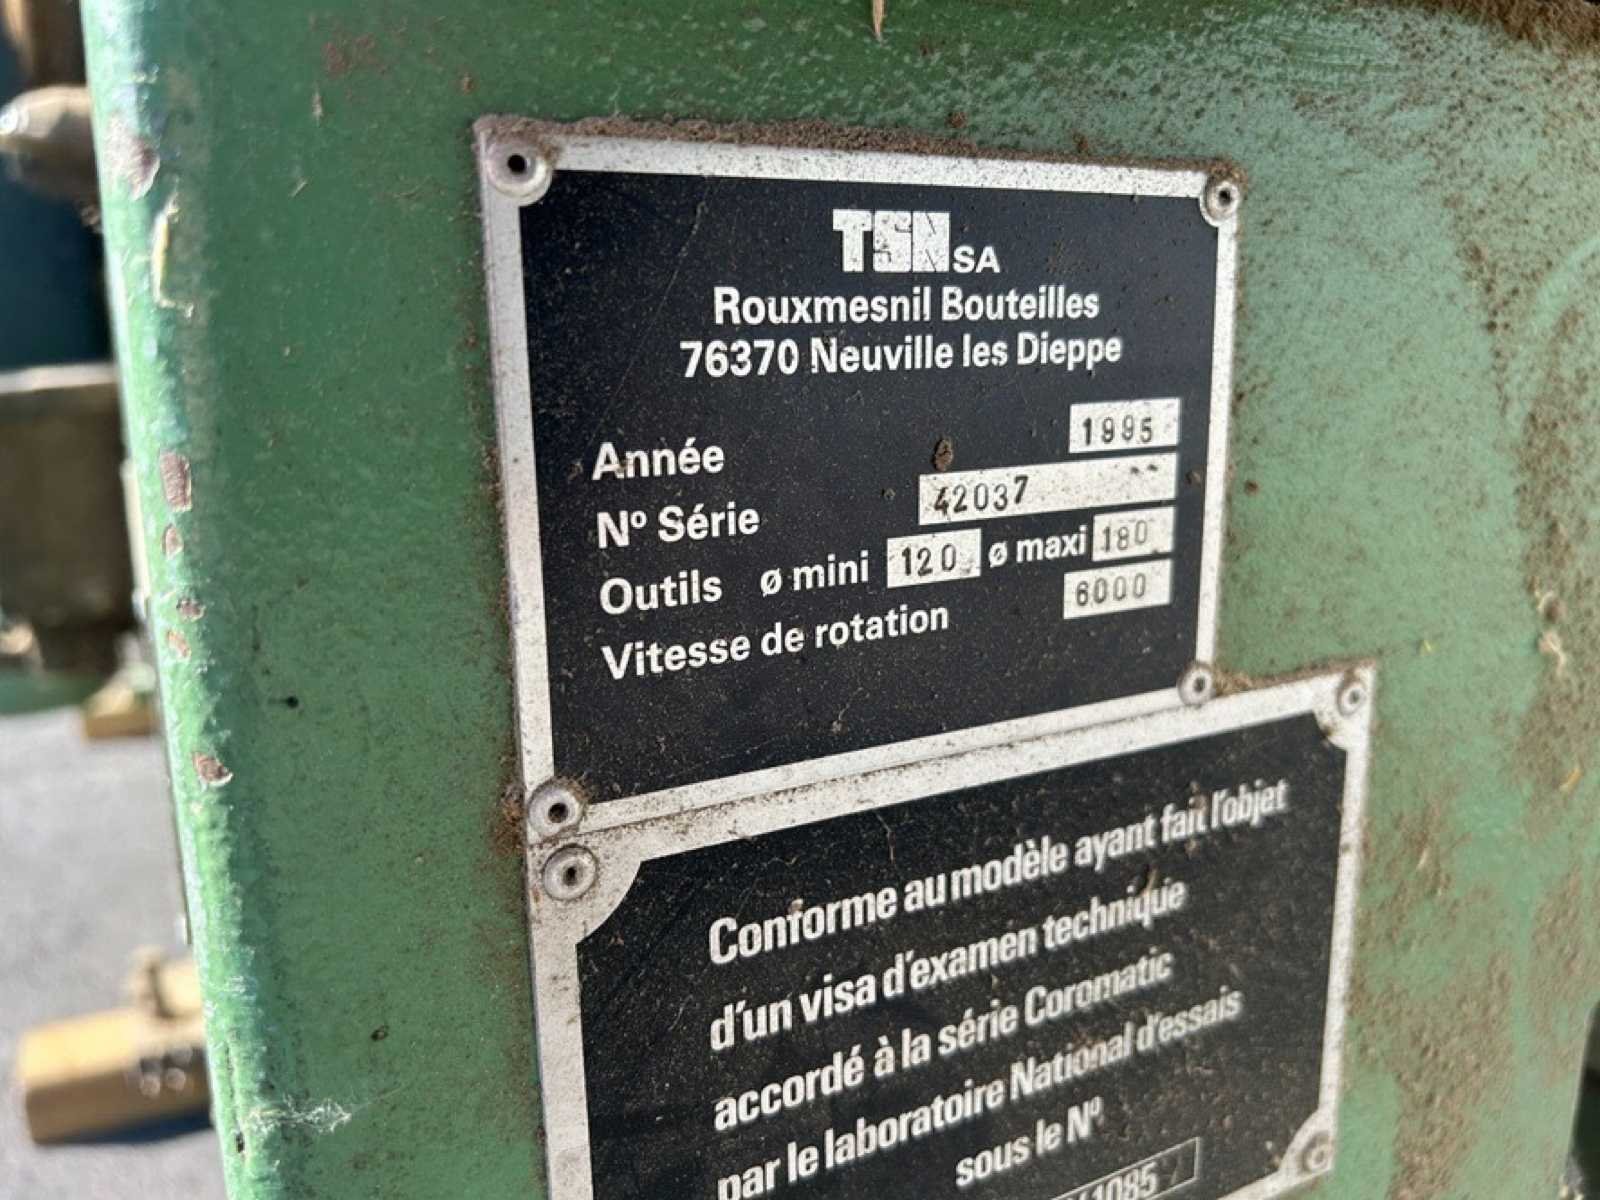 TSN SA
Rouxmesnil Bouteilles
76370 Neuville les Dieppe
Année 1995
Nº Série 42037
Outils ø mini 120 ø maxi 180
Vitesse de rotation 6000
Conforme au modèle ayant fait l'objet
d'un visa d'examen technique
accordé à la série Coromatic
par le laboratoire National d'essais
sous le Nº